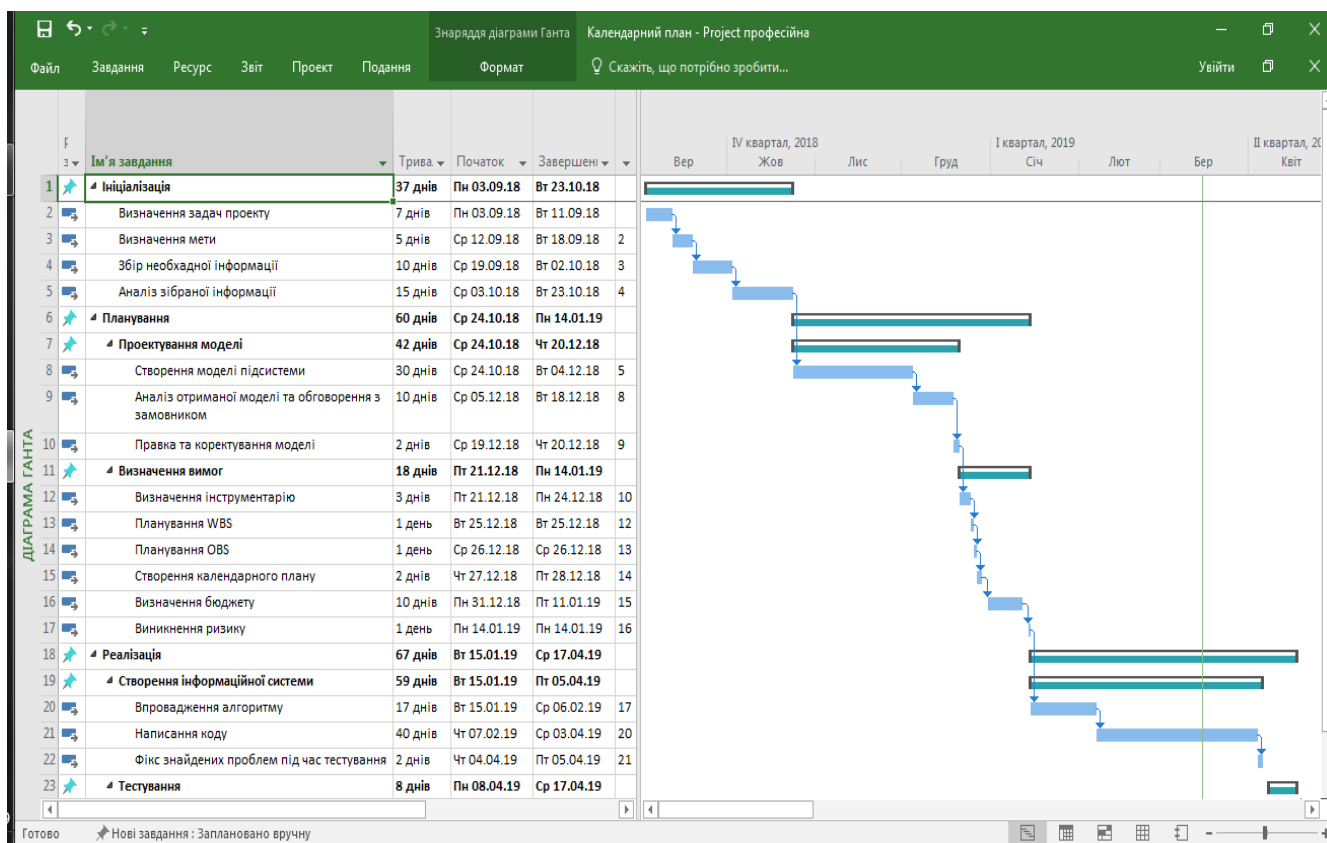 Знаряддя діаграми Ганта Календарний план - Project професійна
Файл Завдання Ресурс Звіт Проект Подання Формат Скажіть, що потрібно зробити... Увійти
IV квартал, 2018 I квартал, 2019 II квартал, 20
Ім'я завдання Трива. Початок Завершенн Вер Жов Лис Груд Січ Лют Бер Квіт
1 Ініціалізація 37 днів Пн 03.09.18 Вт 23.10.18
2 Визначення задач проекту 7 днів Пн 03.09.18 Вт 11.09.18
3 Визначення мети 5 днів Ср 12.09.18 Вт 18.09.18 2
4 Збір необхадної інформації 10 днів Ср 19.09.18 Вт 02.10.18 3
5 Аналіз зібраної інформації 15 днів Ср 03.10.18 Вт 23.10.18 4
6 Планування 60 днів Ср 24.10.18 Пн 14.01.19
7 Проектування моделі 42 днів Ср 24.10.18 Чт 20.12.18
8 Створення моделі підсистеми 30 днів Ср 24.10.18 Вт 04.12.18 5
9 Аналіз отриманої моделі та обговорення з 10 днів Ср 05.12.18 Вт 18.12.18 8
замовником
10 Правка та коректування моделі 2 днів Ср 19.12.18 Чт 20.12.18 9
11 Визначення вимог 18 днів Пт 21.12.18 Пн 14.01.19
12 Визначення інструментарію 3 днів Пт 21.12.18 Пн 24.12.18 10
13 Планування WBS 1 день Вт 25.12.18 Вт 25.12.18 12
14 Планування OBS 1 день Ср 26.12.18 Ср 26.12.18 13
15 Створення календарного плану 2 днів Чт 27.12.18 Пт 28.12.18 14
16 Визначення бюджету 10 днів Пн 31.12.18 Пт 11.01.19 15
17 Виникнення ризику 1 день Пн 14.01.19 Пн 14.01.19 16
18 Реалізація 67 днів Вт 15.01.19 Ср 17.04.19
19 Створення інформаційної системи 59 днів Вт 15.01.19 Пт 05.04.19
20 Впровадження алгоритму 17 днів Вт 15.01.19 Ср 06.02.19 17
21 Написання коду 40 днів Чт 07.02.19 Ср 03.04.19 20
22 Фікс знайдених проблем під час тестування 2 днів Чт 04.04.19 Пт 05.04.19 21
23 Тестування 8 днів Пн 08.04.19 Ср 17.04.19
ДІАГРАМА ГАНТА
Готово Нові завдання : Заплановано вручну